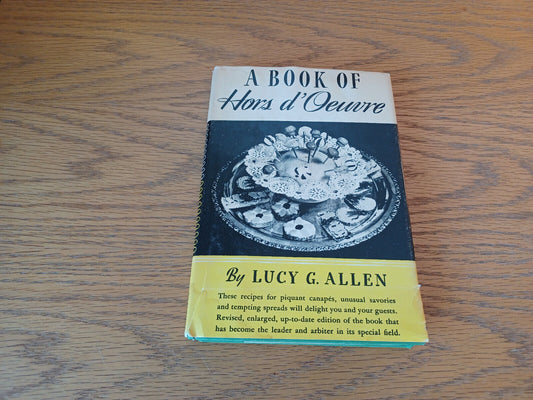 A BOOK OF
Hors d'Oeuvre
By LUCY G. ALLEN
These recipes for piquant canapés, unusual savories
and tempting spreads will delight you and your guests.
Revised, enlarged, up-to-date edition of the book that
has become the leader and arbiter in its special field.